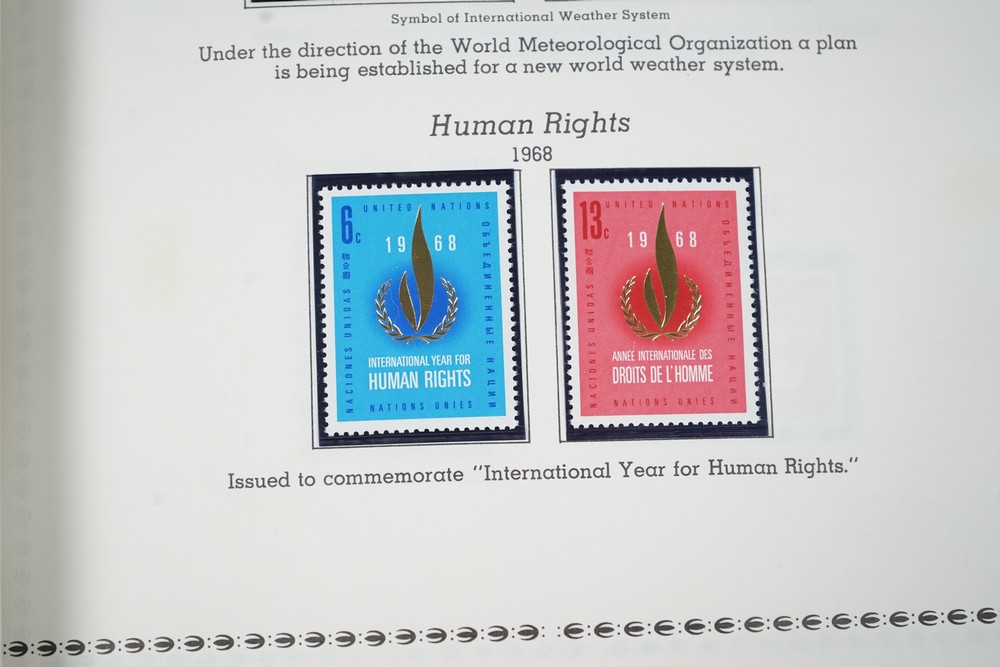 Symbol of International Weather System
Under the direction of the World Meteorological Organization a plan
is being established for a new world weather system.
Human Rights
1968
6c
UNITED NATIONS
1968
NACIONES UNIDAS
ОБЪЕДИНЕННЫЕ НАЦИИ
INTERNATIONAL YEAR FOR
HUMAN RIGHTS
NATIONS UNIES
13c
UNITED NATIONS
1968
NACIONES UNIDAS
ОБЪЕДИНЕННЫЕ НАЦИИ
ANNÉE INTERNATIONALE DES
DROITS DE L'HOMME
NATIONS UNIES
Issued to commemorate "International Year for Human Rights."